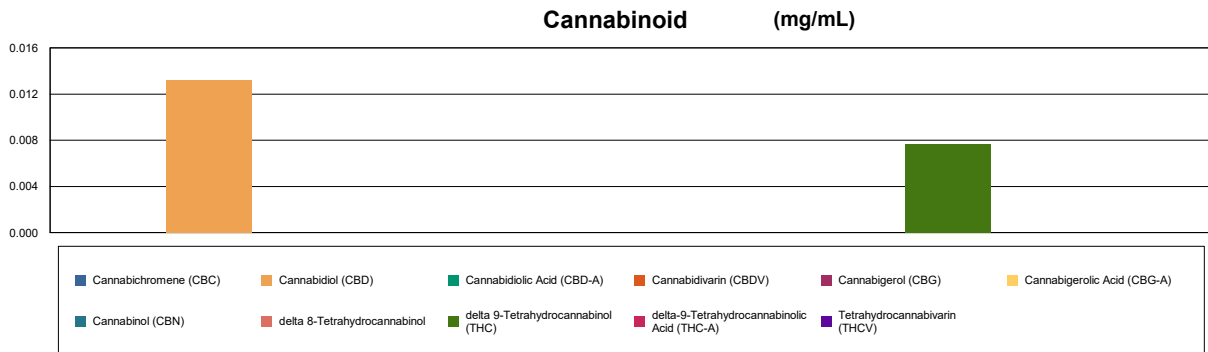 Cannabinoid (mg/mL)
0.016
0.012
0.008
0.004
0.000
Cannabichromene (CBC)
Cannabidiol (CBD)
Cannabidiolic Acid (CBD-A)
Cannabidivarin (CBDV)
Cannabigerol (CBG)
Cannabigerolic Acid (CBG-A)
Cannabinol (CBN)
delta 8-Tetrahydrocannabinol
delta 9-Tetrahydrocannabinol
(THC)
delta-9-Tetrahydrocannabinolic
Acid (THC-A)
Tetrahydrocannabivarin
(THCV)